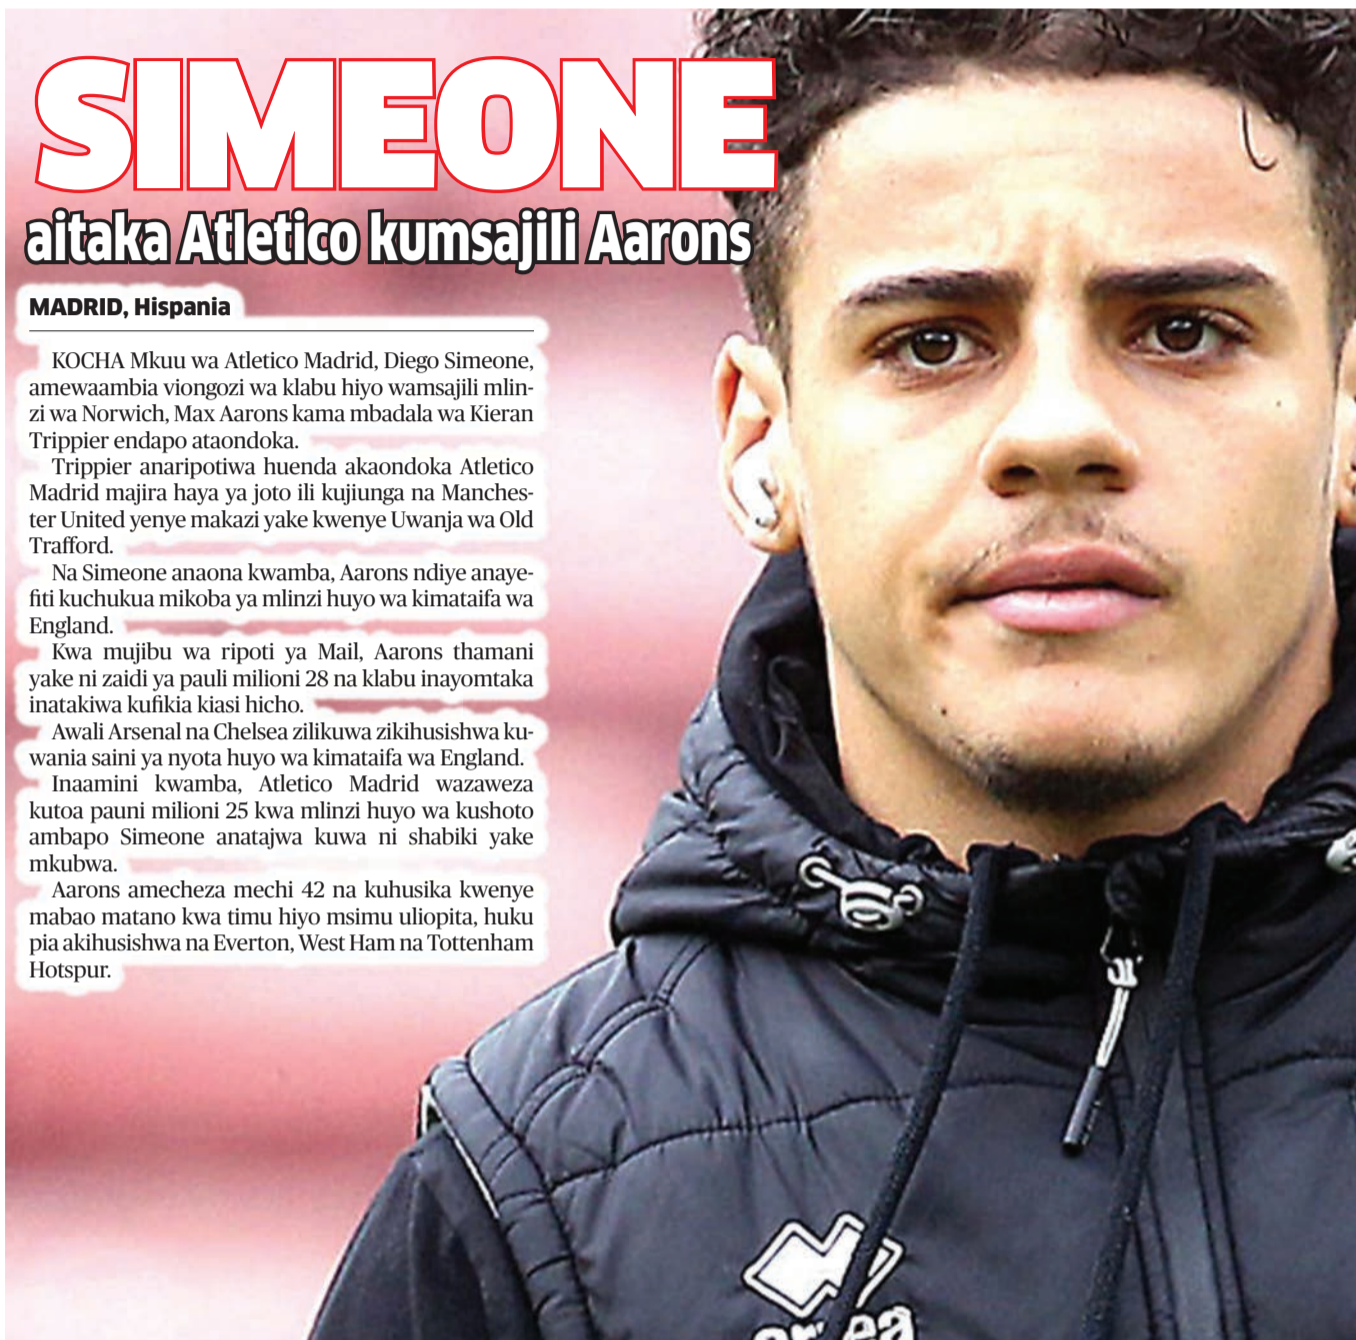 SIMEONE
aitaka Atletico kumsajili Aarons
MADRID, Hispania
KOCHA Mkuu wa Atletico Madrid, Diego Simeone,
amewaambia viongozi wa klabu hiyo wamsajili mlin-
zi wa Norwich, Max Aarons kama mbadala wa Kieran
Trippier endapo ataondoka.
Trippier anaripotiwa huenda akaondoka Atletico
Madrid majira haya ya joto ili kujiunga na Manches-
ter United yenye makazi yake kwenye Uwanja wa Old
Trafford.
Na Simeone anaona kwamba, Aarons ndiye anaye-
fiti kuchukua mikoba ya mlinzi huyo wa kimataifa wa
England.
Kwa mujibu wa ripoti ya Mail, Aarons thamani
yake ni zaidi ya pauli milioni 28 na klabu inayomtaka
inatakiwa kufikia kiasi hicho.
Awali Arsenal na Chelsea zilikuwa zikihusishwa ku-
wania saini ya nyota huyo wa kimataifa wa England.
Inaamini kwamba, Atletico Madrid wazaweza
kutoa pauni milioni 25 kwa mlinzi huyo wa kushoto
ambapo Simeone anatajwa kuwa ni shabiki yake
mkubwa.
Aarons amecheza mechi 42 na kuhusika kwenye
mabao matano kwa timu hiyo msimu uliopita, huku
pia akihusishwa na Everton, West Ham na Tottenham
Hotspur.